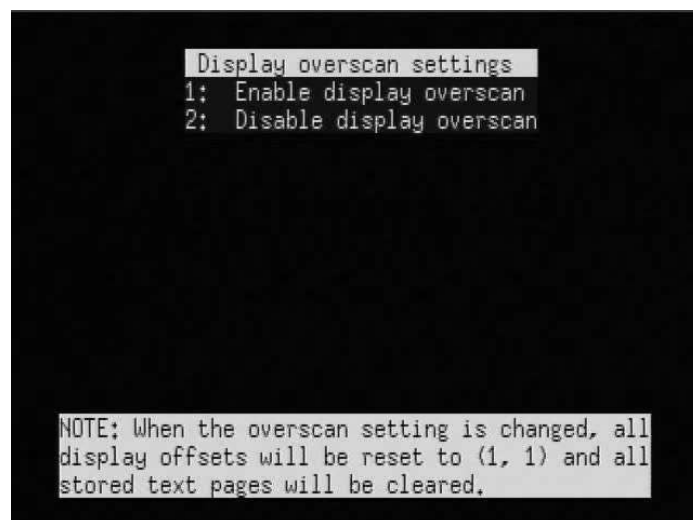 Display overscan settings
1: Enable display overscan
2: Disable display overscan
NOTE: When the overscan setting is changed, all
display offsets will be reset to (1, 1) and all
stored text pages will be cleared.